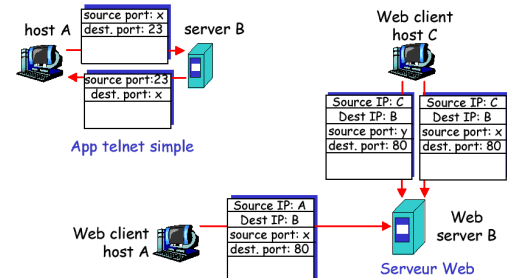 host A
source port: x
dest. port: 23
server B
source port:23
dest. port: x
App telnet simple
Web client
host C
Source IP: C
Dest IP: B
source port: y
dest. port: 80
Source IP: C
Dest IP: B
source port: x
dest. port: 80
Web client
host A
Source IP: A
Dest IP: B
source port: x
dest. port: 80
Web
server B
Serveur Web